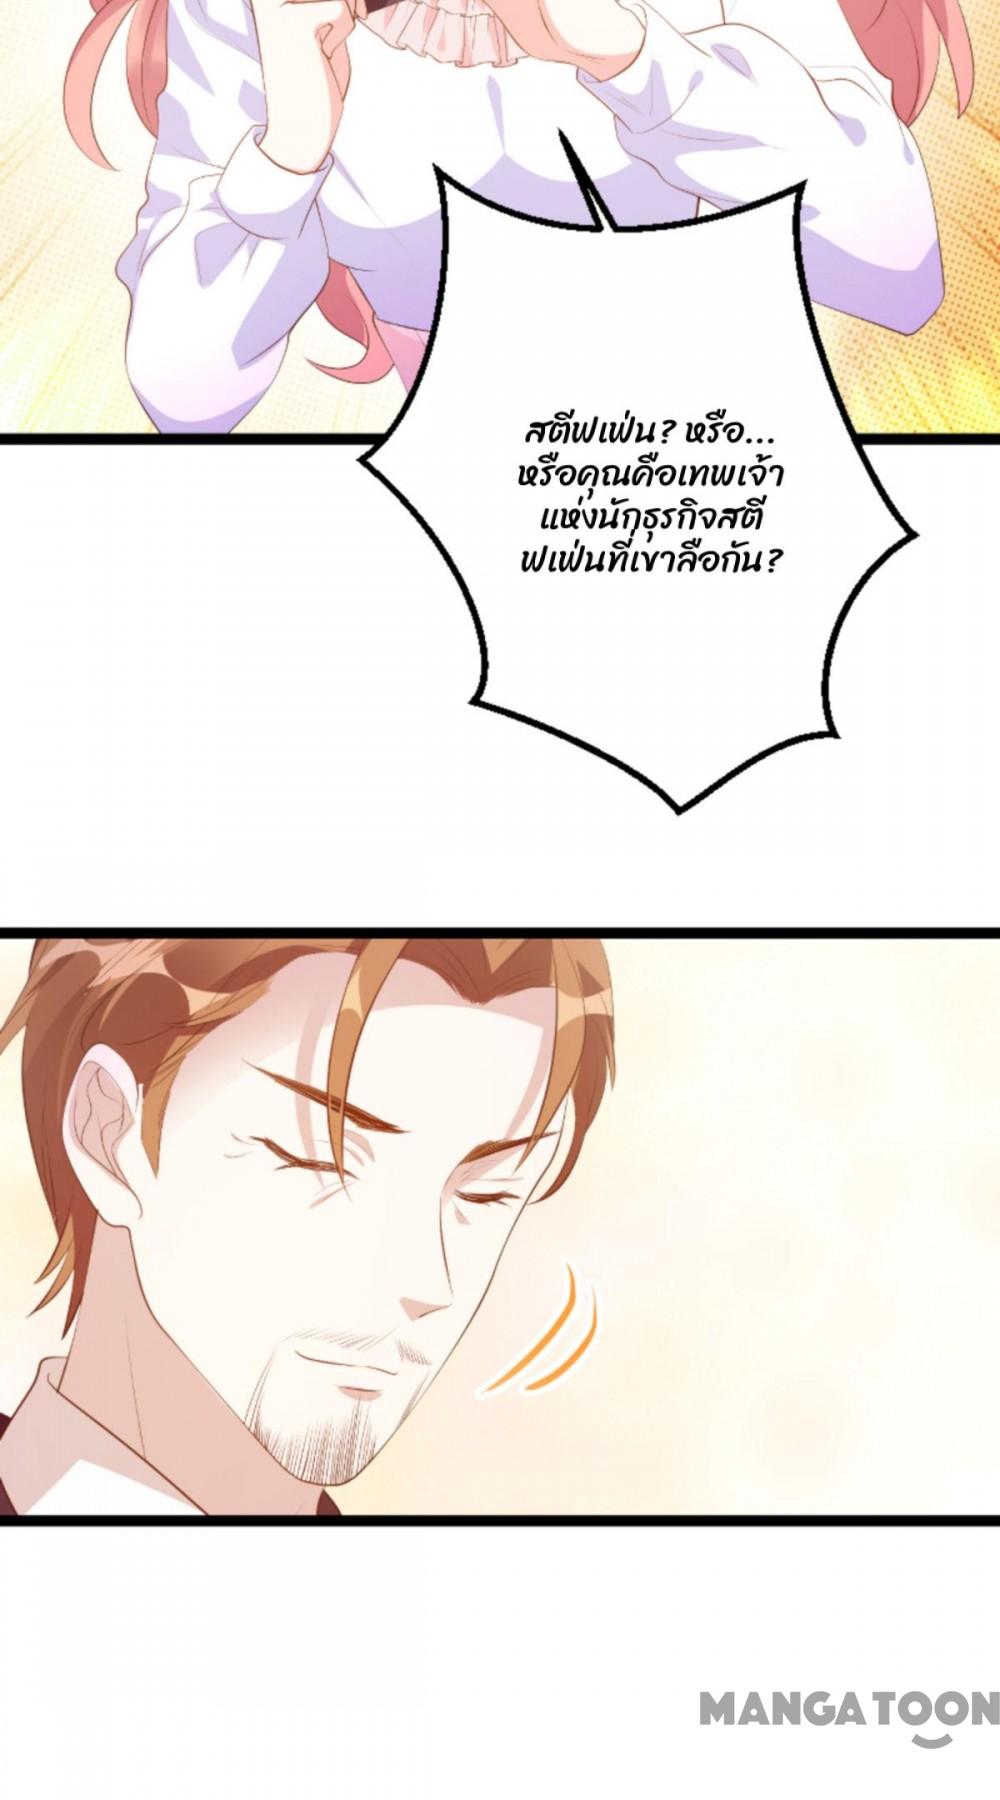 สตีฟเฟ่น? หรือ...
หรือคุณคือเทพเจ้า
แห่งนักธุรกิจสตี
ฟเฟ่นที่เขาลือกัน?
MANGATOON